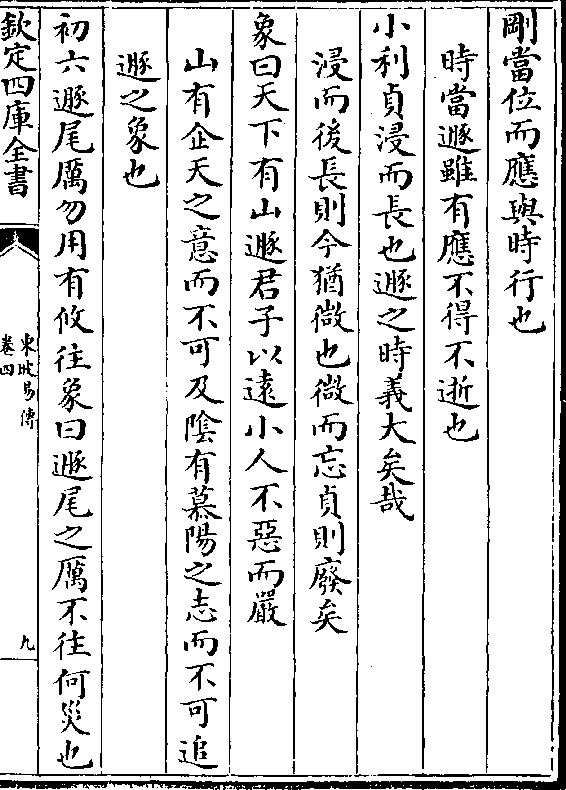 剛當位而應與時行也
時當遯雖有應不得不逝也
小利貞浸而長也遯之時義大矣哉
浸而後長則今猶微也微而忘貞則廢矣
象曰天下有山遯君子以遠小人不惡而嚴
山有企天之意而不可及陰有慕陽之志而不可追
遯之象也
初六遯尾厲勿用有攸往象曰遯尾之厲不往何災也
欽定四庫全書
東坡易傳
卷四
九